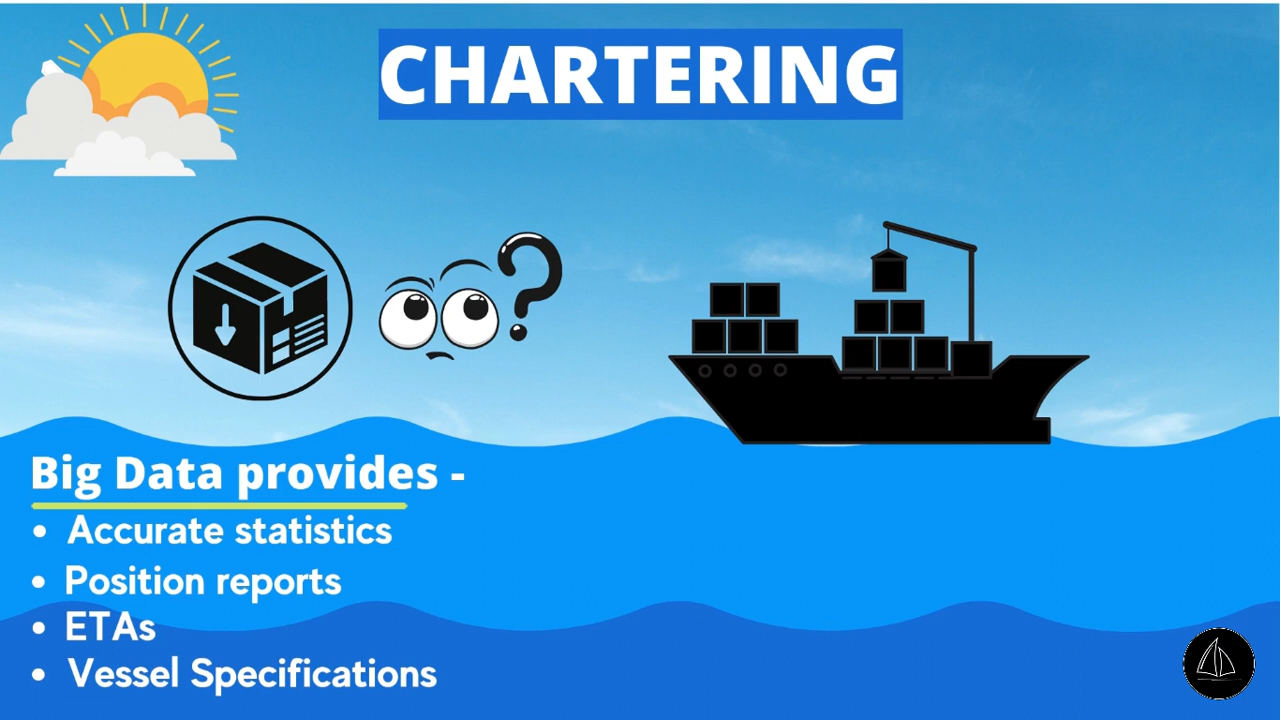 CHARTERING
?
Big Data provides -
• Accurate statistics
• Position reports
• ETAs
• Vessel Specifications